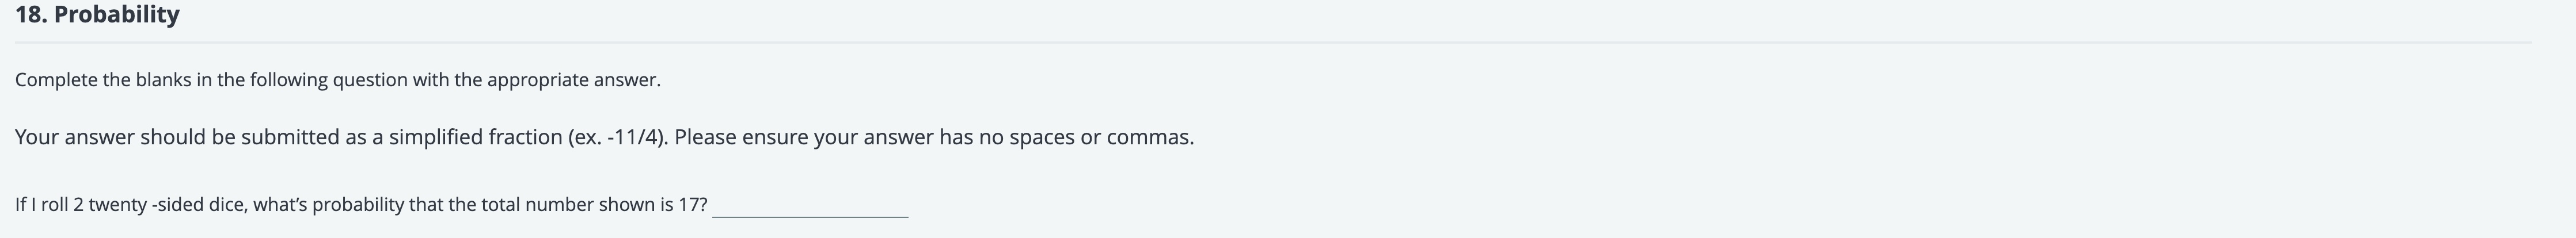 18. Probability
Complete the blanks in the following question with the appropriate answer.
Your answer should be submitted as a simplified fraction (ex. -11/4). Please ensure your answer has no spaces or commas.
If I roll 2 twenty -sided dice, what’s probability that the total number shown is 17?